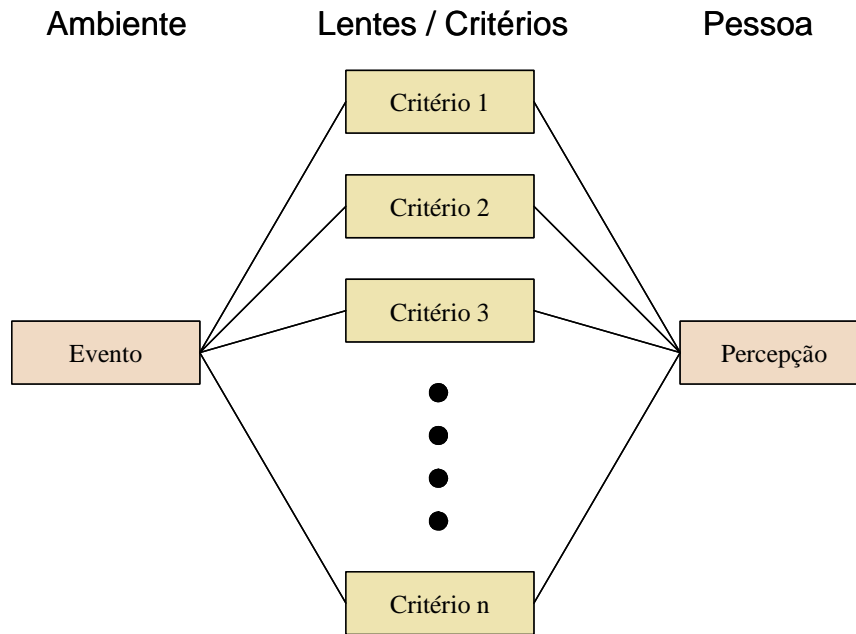 Ambiente Lentes / Critérios Pessoa
Critério 1
Critério 2
Critério 3
Evento Percepção
Critério n